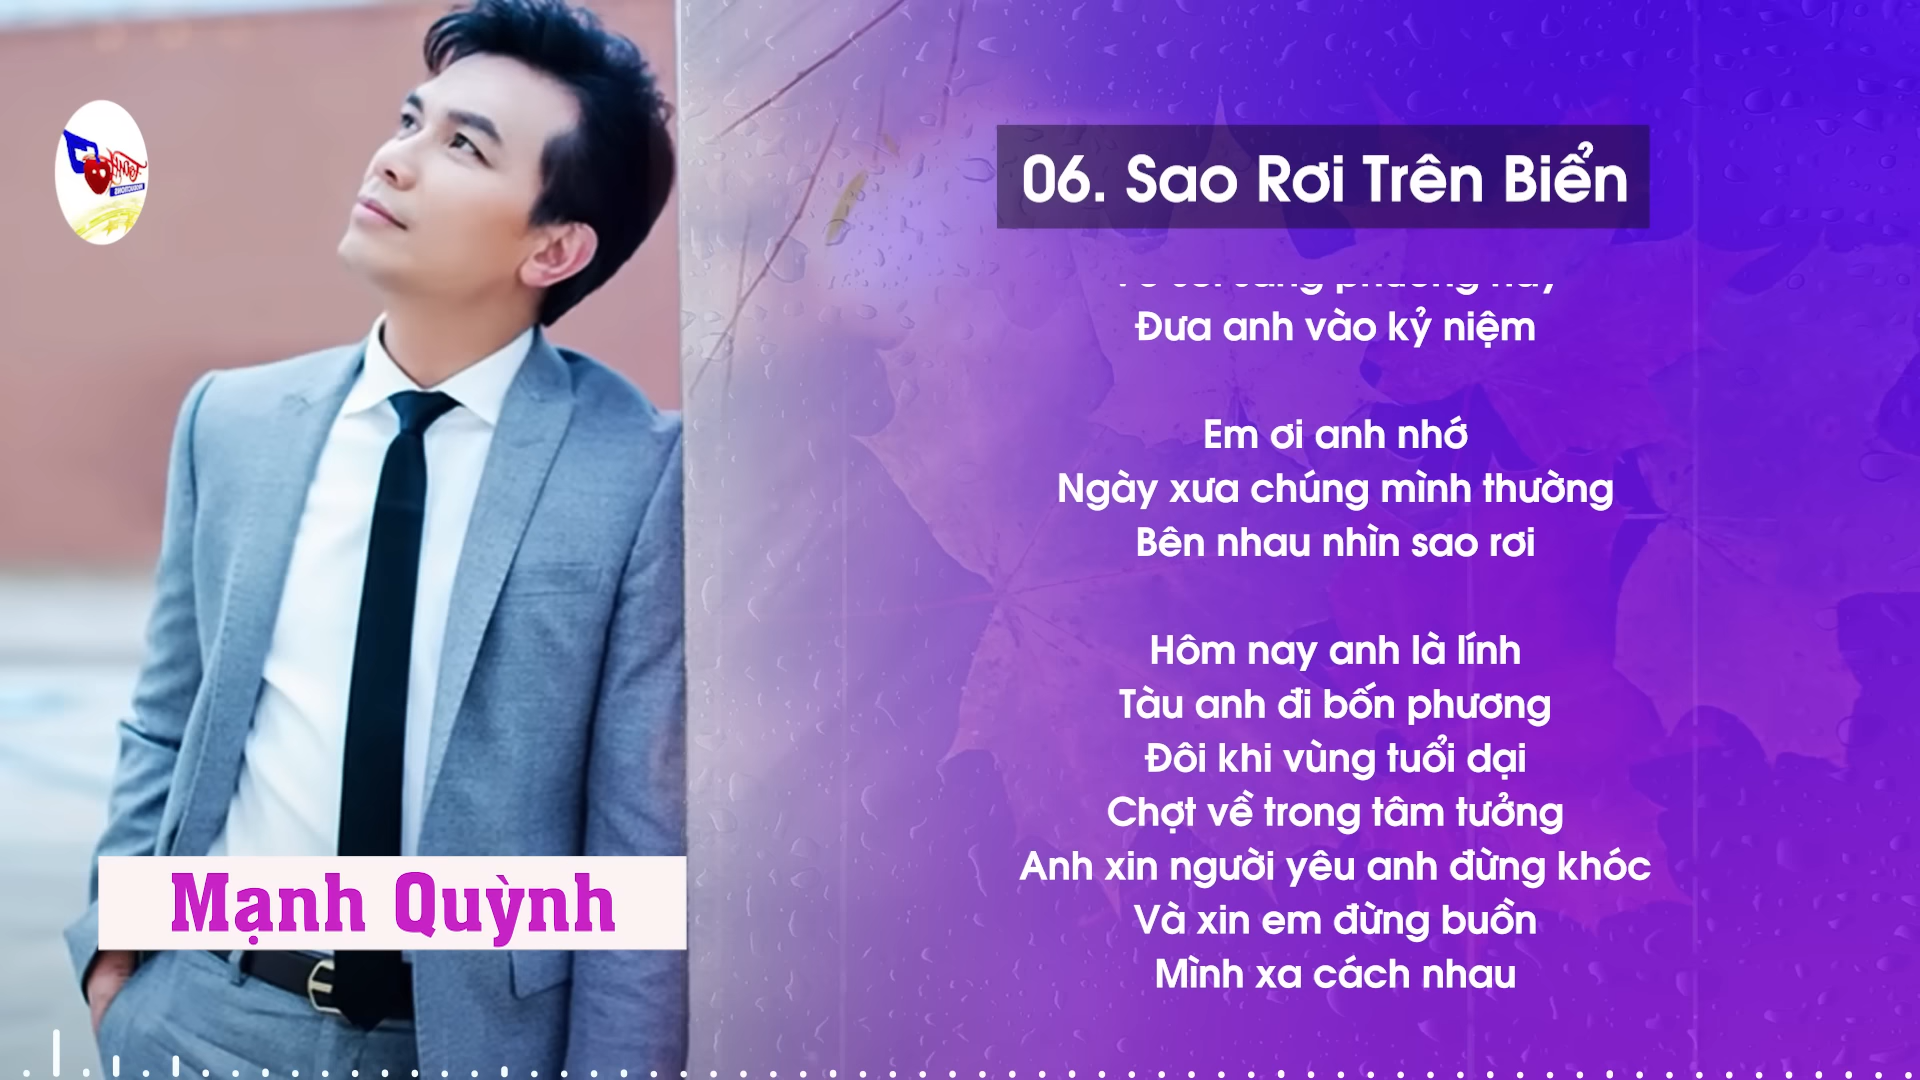 06. Sao Rơi Trên Biển
Đưa anh vào kỷ niệm
Em ơi anh nhớ
Ngày xưa chúng mình thường
Bên nhau nhìn sao rơi
Hôm nay anh là lính
Tàu anh đi bốn phương
Đôi khi vùng tuổi dại
Chợt về trong tâm tưởng
Anh xin người yêu anh đừng khóc
Và xin em đừng buồn
Mình xa cách nhau
Mạnh Quỳnh